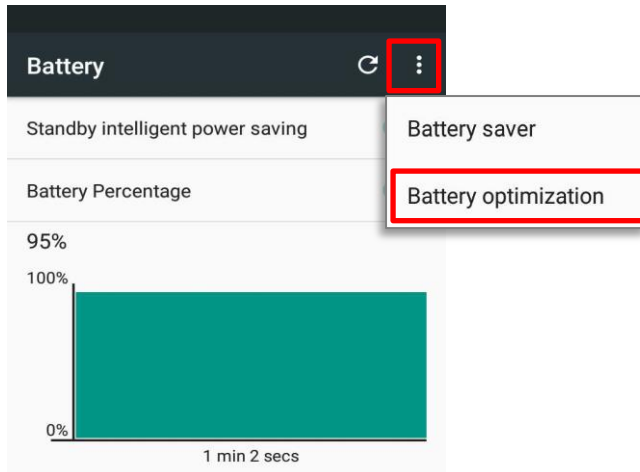 Battery
Standby intelligent power saving
Battery saver
Battery Percentage
Battery optimization
95%
100%
0%
1 min 2 secs